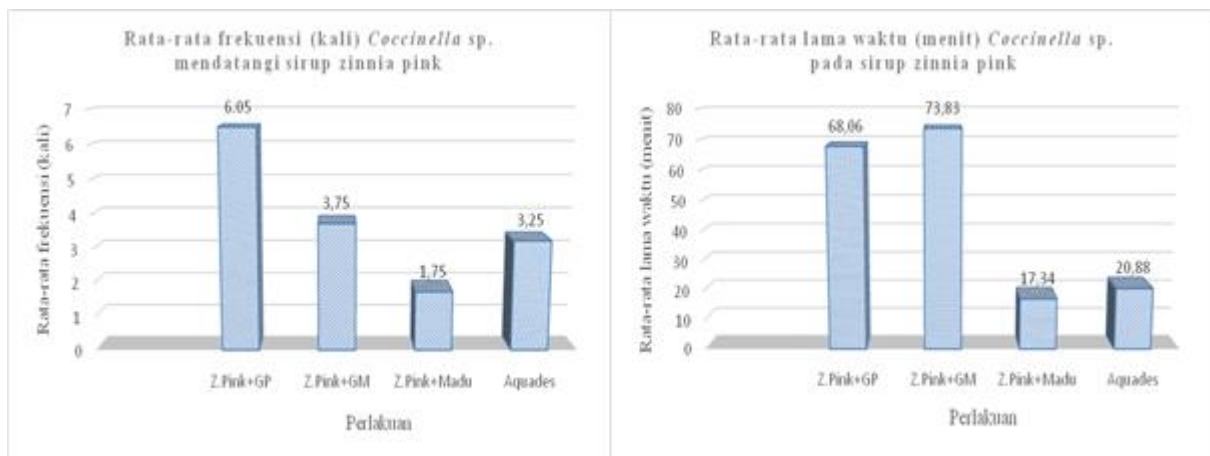 Rata-rata frekuensi (kali) Coccinella sp.
mendatangi sirup zinnia pink
Rata-rata frekuensi (kali)
7
6
5
4
3
2
1
0
6.05
3,75
1,75
3,25
Z.Pink+GP
Z.Pink+GM
Z.Pink+Madu
Aquades
Perlakuan
Rata-rata lama waktu (menit) Coccinella sp.
pada sirup zinnia pink
Rata-rata lama waktu (menit)
80
70
60
50
40
30
20
10
0
68,06
73,83
17,34
20,88
Z.Pink+GP
Z.Pink+GM
Z.Pink+Madu
Aquades
Perlakuan